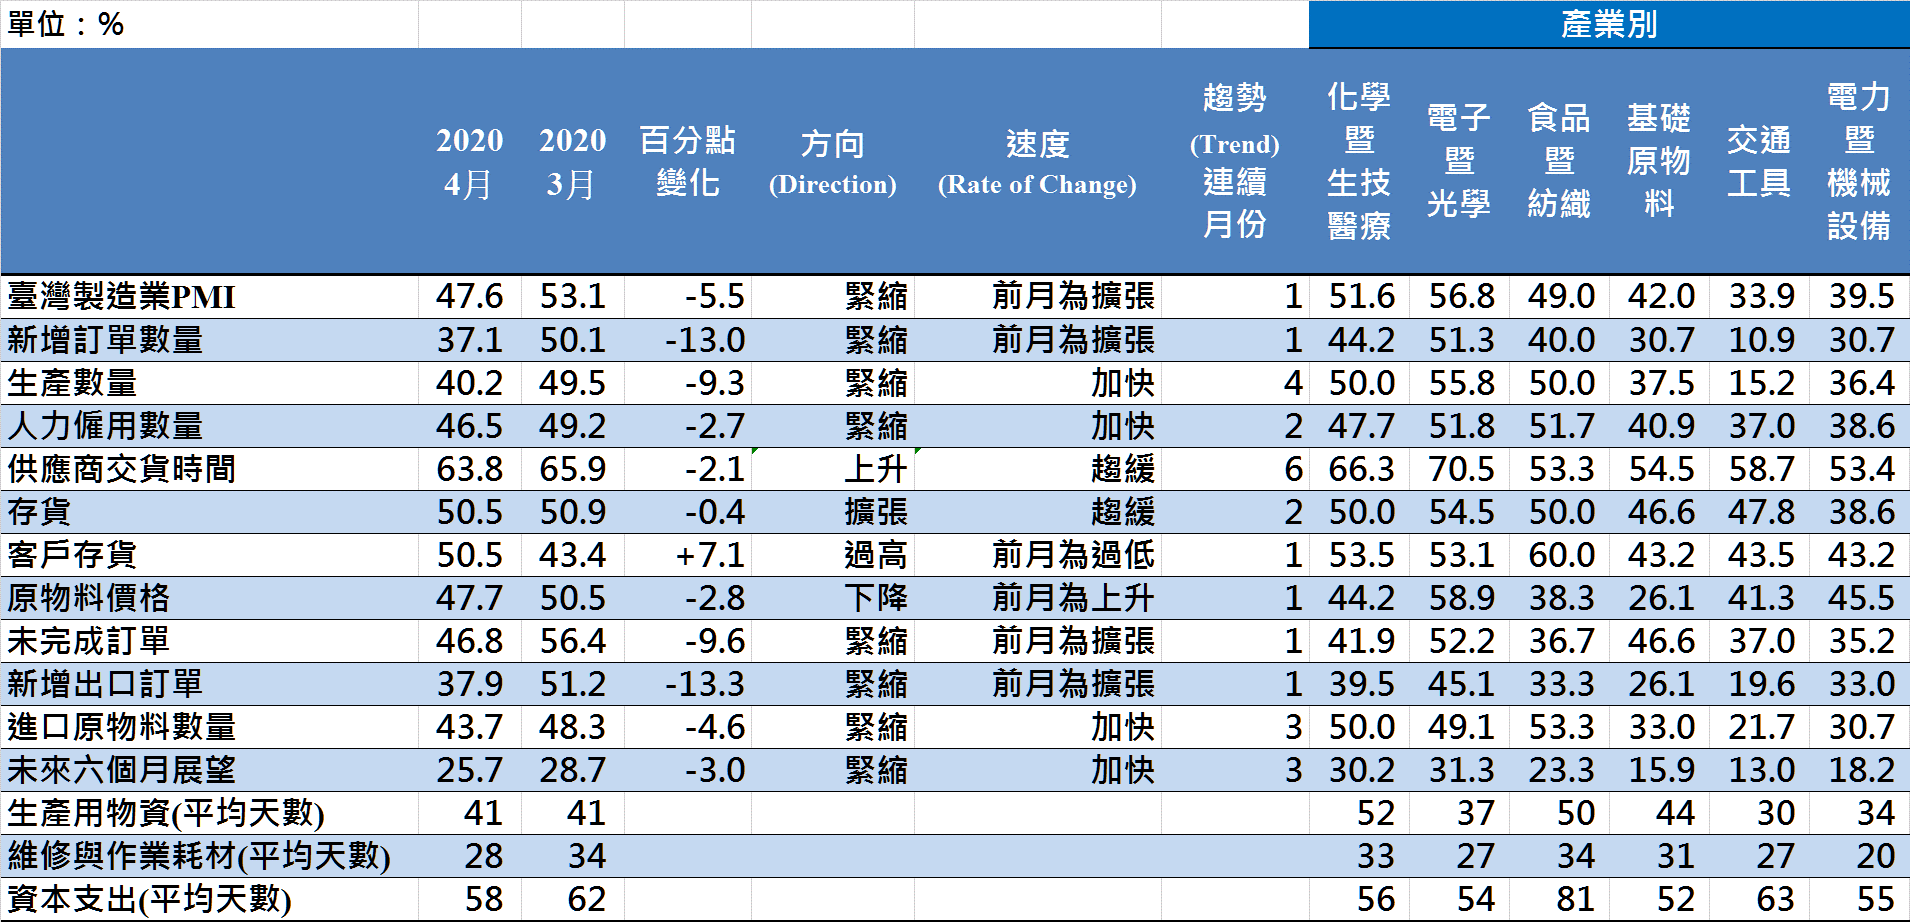 單位：%
產業別
2020 4月
2020 3月
百分點變化
方向 (Direction)
速度 (Rate of Change)
趨勢 (Trend) 連續月份
化學暨生技醫療
電子暨光學
食品暨紡織
基礎原物料
交通工具
電力暨機械設備
臺灣製造業PMI 47.6 53.1 -5.5 緊縮 前月為擴張 1 51.6 56.8 49.0 42.0 33.9 39.5
新增訂單數量 37.1 50.1 -13.0 緊縮 前月為擴張 1 44.2 51.3 40.0 30.7 10.9 30.7
生產數量 40.2 49.5 -9.3 緊縮 加快 4 50.0 55.8 50.0 37.5 15.2 36.4
人力僱用數量 46.5 49.2 -2.7 緊縮 加快 2 47.7 51.8 51.7 40.9 37.0 38.6
供應商交貨時間 63.8 65.9 -2.1 上升 趨緩 6 66.3 70.5 53.3 54.5 58.7 53.4
存貨 50.5 50.9 -0.4 擴張 趨緩 2 50.0 54.5 50.0 46.6 47.8 38.6
客戶存貨 50.5 43.4 +7.1 過高 前月為過低 1 53.5 53.1 60.0 43.2 43.5 43.2
原物料價格 47.7 50.5 -2.8 下降 前月為上升 1 44.2 58.9 38.3 26.1 41.3 45.5
未完成訂單 46.8 56.4 -9.6 緊縮 前月為擴張 1 41.9 52.2 36.7 46.6 37.0 35.2
新增出口訂單 37.9 51.2 -13.3 緊縮 前月為擴張 1 39.5 45.1 33.3 26.1 19.6 33.0
進口原物料數量 43.7 48.3 -4.6 緊縮 加快 3 50.0 49.1 53.3 33.0 21.7 30.7
未來六個月展望 25.7 28.7 -3.0 緊縮 加快 3 30.2 31.3 23.3 15.9 13.0 18.2
生產用物資(平均天數) 41 41 52 37 50 44 30 34
維修與作業耗材(平均天數) 28 34 33 27 34 31 27 20
資本支出(平均天數) 58 62 56 54 81 52 63 55